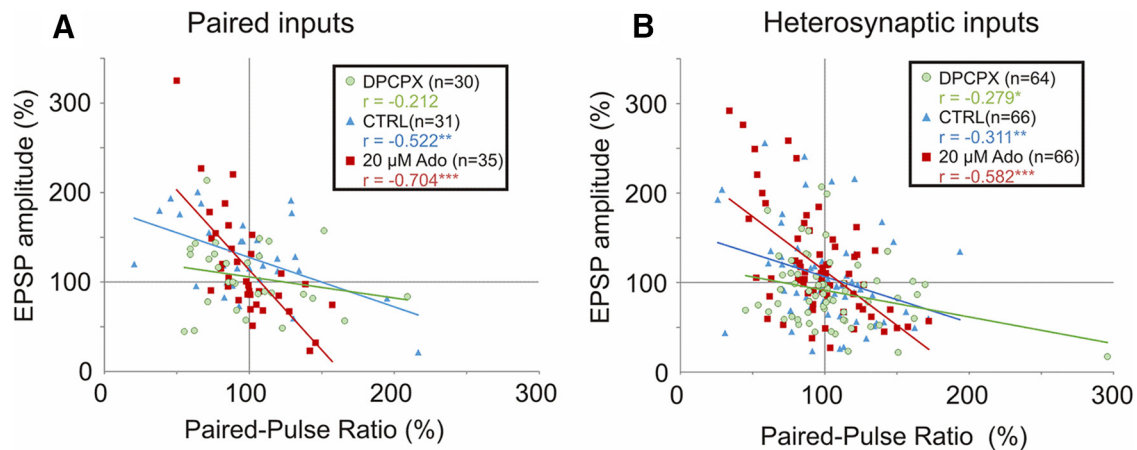 A
Paired inputs
EPSP amplitude (%)
300
200
100
0
0
100
200
300
Paired-Pulse Ratio (%)
DPCPX (n=30)
r = -0.212
CTRL(n=31)
r = -0.522**
20 µM Ado (n=35)
r = -0.704***
B
Heterosynaptic inputs
EPSP amplitude (%)
300
200
100
0
0
100
200
300
Paired-Pulse Ratio (%)
DPCPX (n=64)
r = -0.279*
CTRL(n=66)
r = -0.311**
20 µM Ado (n=66)
r = -0.582***